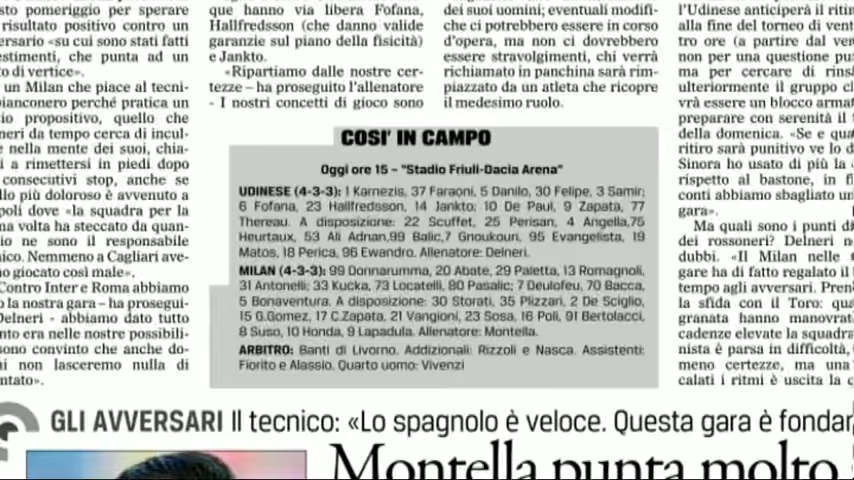 sto pomeriggio per sperare
risultato positivo contro un
versario «su cui sono stati fatti
estimenti, che punta ad un
to di vertice».
un Milan che piace al tecni-
bianconero perché pratica un
cio propositivo, quello che
neri da tempo cerca di incul-
e nella mente dei suoi, chia-
i a rimettersi in piedi dopo
consecutivi stop, anche se
llo più doloroso è avvenuto a
poli dove «la squadra per la
na volta ha steccato da quan-
io ne sono il responsabile
nico. Nemmeno a Cagliari ave-
o giocato così male».
Contro Inter e Roma abbiamo
o la nostra gara – ha prosegui-
Delneri - abbiamo dato tutto
nto era nelle nostre possibili-
sono convinto che anche do-
ni non lasceremo nulla di
ntato».
que hanno via libera Fofana,
Hallfredsson (che danno valide
garanzie sul piano della fisicità)
e Jankto.
«Ripartiamo dalle nostre cer-
tezze – ha proseguito l'allenatore
- I nostri concetti di gioco sono
dei suoi uomini; eventuali modifi-
che ci potrebbero essere in corso
d'opera, ma non ci dovrebbero
essere stravolgimenti, chi verrà
richiamato in panchina sarà rim-
piazzato da un atleta che ricopre
il medesimo ruolo.
COSI' IN CAMPO
Oggi ore 15 – "Stadio Friuli-Dacia Arena"
UDINESE (4-3-3): 1 Karnezis, 37 Faraoni, 5 Danilo, 30 Felipe, 3 Samir;
6 Fofana, 23 Hallfredsson, 14 Jankto; 10 De Paul, 9 Zapata, 77
Thereau. A disposizione: 22 Scuffet, 25 Perisan, 4 Angella,75
Heurtaux, 53 Ali Adnan,99 Balic,7 Gnoukouri, 95 Evangelista, 19
Matos, 18 Perica, 96 Ewandro. Allenatore: Delneri.
MILAN (4-3-3): 99 Donnarumma, 20 Abate, 29 Paletta, 13 Romagnoli,
31 Antonelli; 33 Kucka, 73 Locatelli, 80 Pasalic; 7 Deulofeu, 70 Bacca,
5 Bonaventura. A disposizione: 30 Storati, 35 Plizzari, 2 De Sciglio,
15 G.Gomez, 17 C.Zapata, 21 Vangioni, 23 Sosa, 16 Poli, 91 Bertolacci,
8 Suso, 10 Honda, 9 Lapadula. Allenatore: Montella.
ARBITRO: Banti di Livorno. Addizionali: Rizzoli e Nasca. Assistenti:
Fiorito e Alassio. Quarto uomo: Vivenzi
l'Udinese anticiperà il ritir
alla fine del torneo di vent
tro ore (a partire dal ven
non per una questione pu
ma per cercare di rins
ulteriormente il gruppo c
vrà essere un blocco armat
preparare con serenità il
della domenica. «Se e qua
ritiro sarà punitivo ve lo d
Sinora ho usato di più la c
rispetto al bastone, in f
conti abbiamo sbagliato un
gara».
Ma quali sono i punti d
dei rossoneri? Delneri n
dubbi. «Il Milan nelle
gare ha di fatto regalato il
tempo agli avversari. Pren
la sfida con il Toro: qua
granata hanno manovrat
cadenze elevate la squadra
nista è parsa in difficoltà,
meno certezze, ma una
calati i ritmi è uscita la q
GLI AVVERSARI Il tecnico: «Lo spagnolo è veloce. Questa gara è fondar
Montella punta molto s